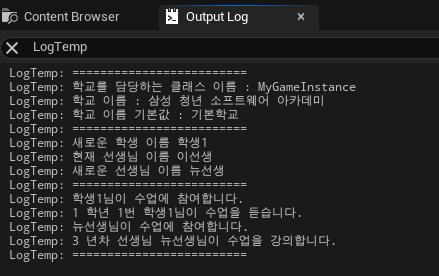 Content Browser
Output Log
LogTemp
LogTemp: =========================
LogTemp: 학교를 담당하는 클래스 이름 : MyGameInstance
LogTemp: 학교 이름 : 삼성 청년 소프트웨어 아카데미
LogTemp: 학교 이름 기본값 : 기본학교
LogTemp: =========================
LogTemp: 새로운 학생 이름 학생1
LogTemp: 현재 선생님 이름 이선생
LogTemp: 새로운 선생님 이름 뉴선생
LogTemp: =========================
LogTemp: 학생1님이 수업에 참여합니다.
LogTemp: 1 학년 1번 학생1님이 수업을 듣습니다.
LogTemp: 뉴선생님이 수업에 참여합니다.
LogTemp: 3 년차 선생님 뉴선생님이 수업을 강의합니다.
LogTemp: =========================